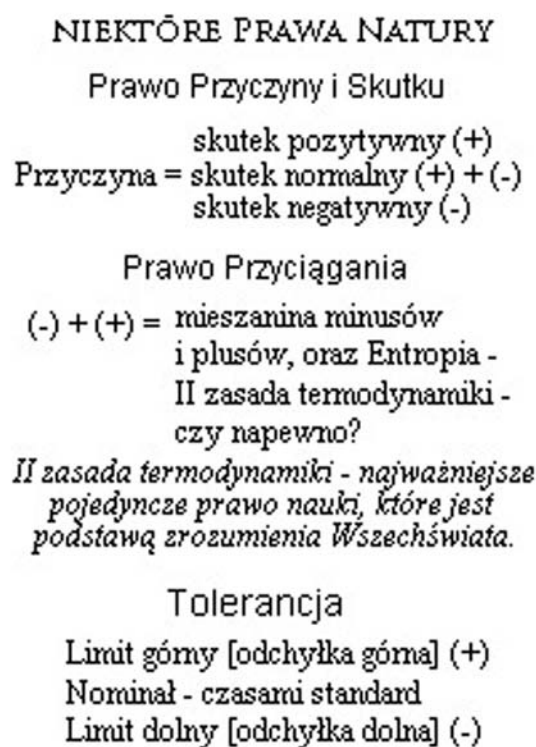 NIEKTÓRE PRAWA NATURY
Prawo Przyczyny i Skutku
skutek pozytywny (+)
Przyczyna = skutek normalny (+) + (-)
skutek negatywny (-)
Prawo Przyciągania
(-) + (+) = mieszanina minusów
i plusów, oraz Entropia -
II zasada termodynamiki -
czy napewno?
II zasada termodynamiki - najważniejsze
pojedyncze prawo nauki, które jest
podstawą zrozumienia Wszechświata.
Tolerancja
Limit górny [odchyłka górna] (+)
Nominał - czasami standard
Limit dolny [odchyłka dolna] (-)